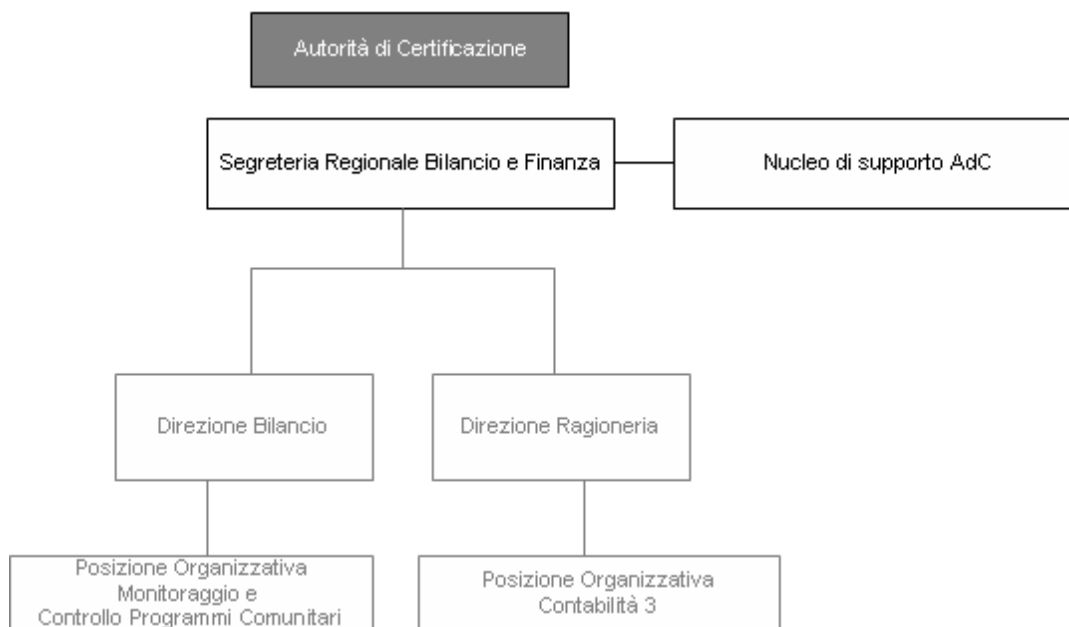 Autorità di Certificazione
Segreteria Regionale Bilancio e Finanza
Nucleo di supporto AdC
Direzione Bilancio
Direzione Ragioneria
Posizione Organizzativa
Monitoraggio e
Controllo Programmi Comunitari
Posizione Organizzativa
Contabilità 3